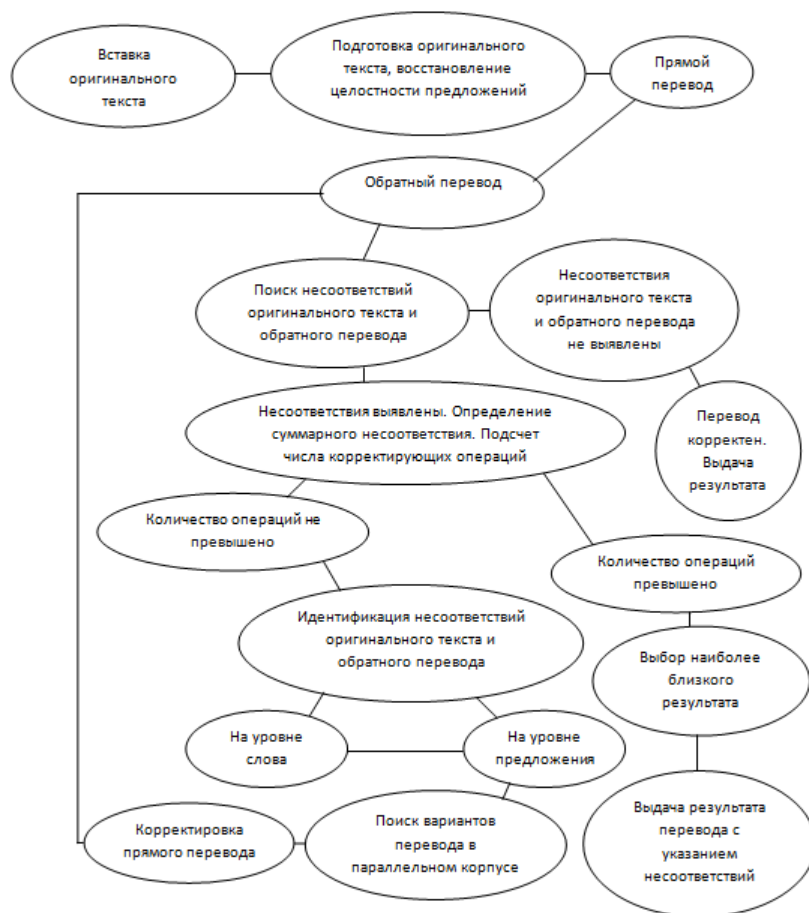 Вставка
оригинального
текста
Подготовка оригинального
текста, восстановление
целостности предложений
Прямой
перевод
Обратный перевод
Поиск несоответствий
оригинального текста и
обратного перевода
Несоответствия
оригинального текста
и обратного перевода
не выявлены
Перевод
корректен.
Выдача
результата
Несоответствия выявлены. Определение
суммарного несоответствия. Подсчет
числа корректирующих операций
Количество операций не
превышено
Количество операций
превышено
Идентификация несоответствий
оригинального текста и
обратного перевода
Выбор наиболее
близкого
результата
На уровне
слова
На уровне
предложения
Выдача результата
перевода с
указанием
несоответствий
Поиск вариантов
перевода в
параллельном корпусе
Корректировка
прямого перевода